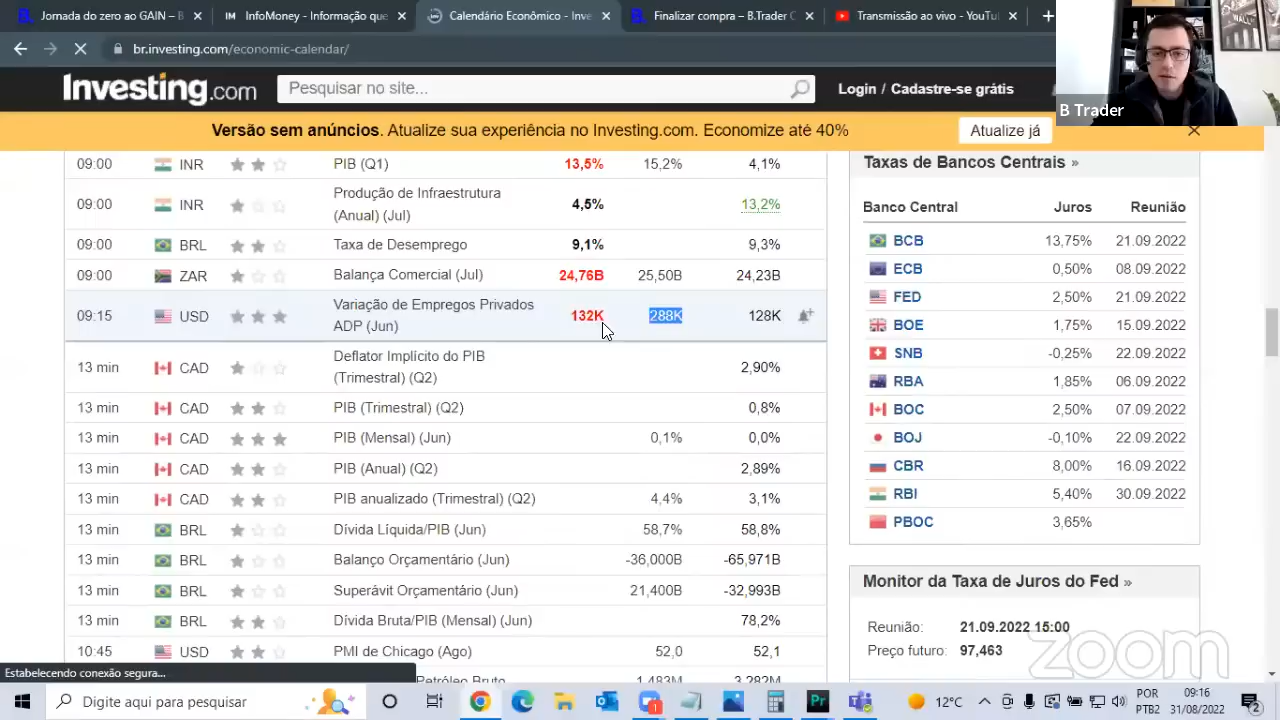 Jornada do zero ao GAIN – B
InfoMoney - Informação que
Calendário Econômico - Inve
Finalizar compra – B.Trader C
Transmissão ao vivo - YouTu
br.investing.com/economic-calendar/
Investing.com
Pesquisar no site...
Login / Cadastre-se grátis
B Trader
Versão sem anúncios. Atualize sua experiência no Investing.com. Economize até 40%
Atualize já
09:00 INR PIB (Q1) 13,5% 15,2% 4,1%
09:00 INR Produção de Infraestrutura (Anual) (Jul) 4,5% 13,2%
09:00 BRL Taxa de Desemprego 9,1% 9,3%
09:00 ZAR Balança Comercial (Jul) 24,76B 25,50B 24,23B
09:15 USD Variação de Empregos Privados ADP (Jun) 132K 288K 128K
13 min CAD Deflator Implícito do PIB (Trimestral) (Q2) 2,90%
13 min CAD PIB (Trimestral) (Q2) 0,8%
13 min CAD PIB (Mensal) (Jun) 0,1% 0,0%
13 min CAD PIB (Anual) (Q2) 2,89%
13 min CAD PIB anualizado (Trimestral) (Q2) 4,4% 3,1%
13 min BRL Dívida Líquida/PIB (Jun) 58,7% 58,8%
13 min BRL Balanço Orçamentário (Jun) -36,000B -65,971B
13 min BRL Superávit Orçamentário (Jun) 21,400B -32,993B
13 min BRL Dívida Bruta/PIB (Mensal) (Jun) 78,2%
10:45 USD PMI de Chicago (Ago) 52,0 52,1
Petróleo Bruto 1,483M 3,282M
Taxas de Bancos Centrais »
Banco Central Juros Reunião
BCB 13,75% 21.09.2022
ECB 0,50% 08.09.2022
FED 2,50% 21.09.2022
BOE 1,75% 15.09.2022
SNB -0,25% 22.09.2022
RBA 1,85% 06.09.2022
BOC 2,50% 07.09.2022
BOJ -0,10% 22.09.2022
CBR 8,00% 16.09.2022
RBI 5,40% 30.09.2022
PBOC 3,65%
Monitor da Taxa de Juros do Fed »
Reunião: 21.09.2022 15:00
Preço futuro: 97,463
zoom
Estabelecendo conexão segura...
Digite aqui para pesquisar
1
Pr
12°C
POR
PTB2
09:16
31/08/2022
2